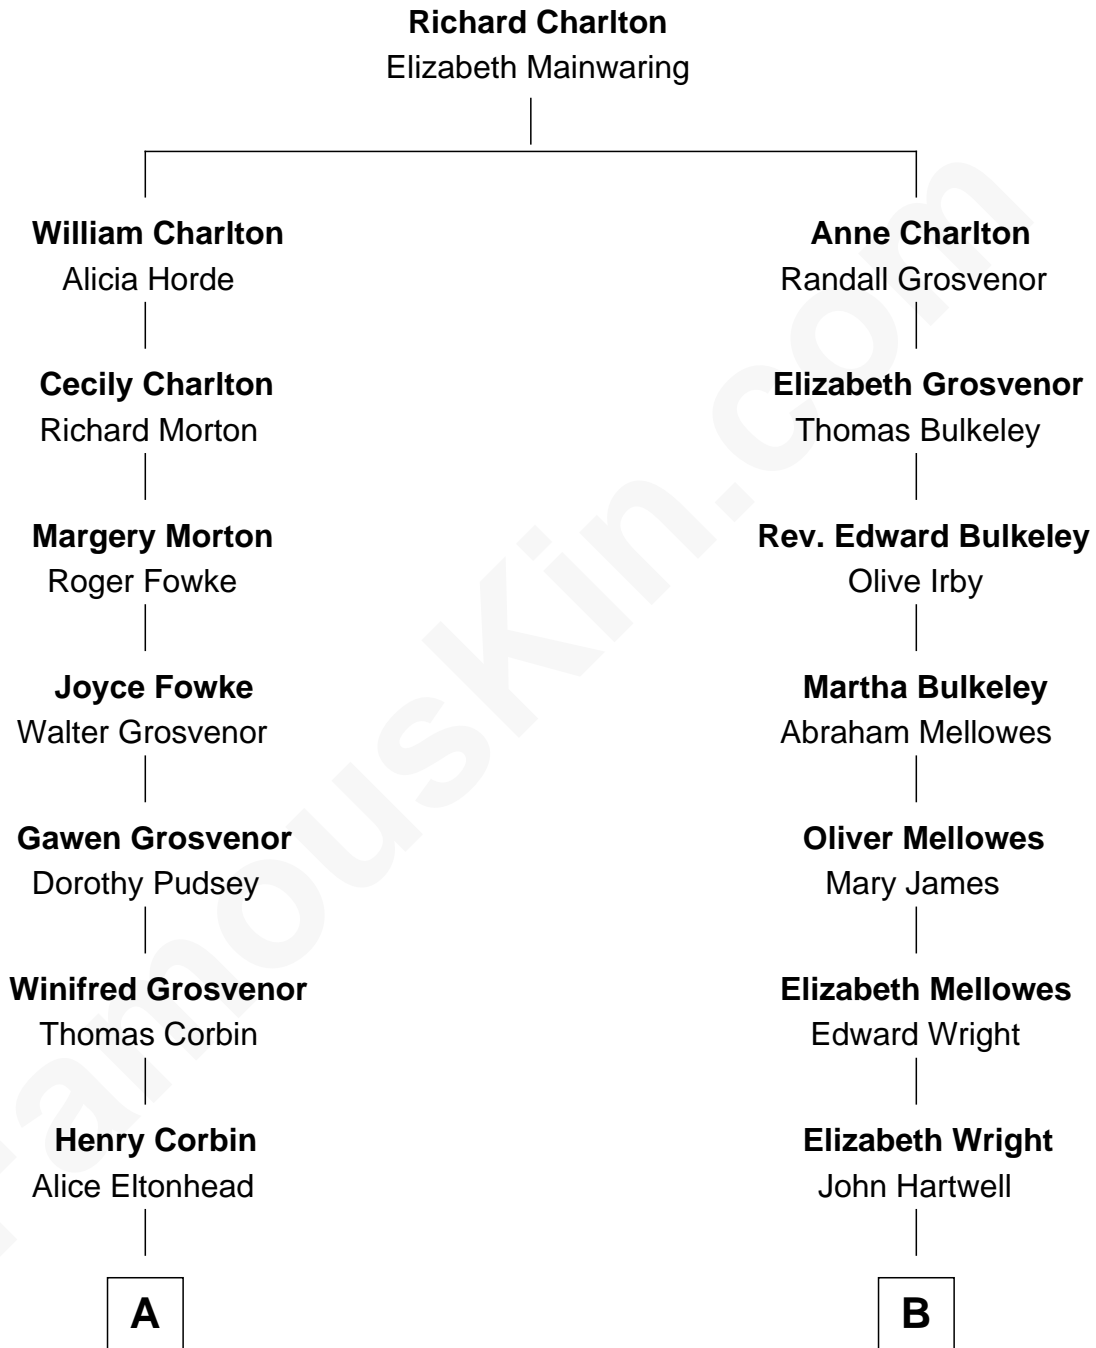 Richard Charlton
Elizabeth Mainwaring
William Charlton
Alicia Horde
Cecily Charlton
Richard Morton
Margery Morton
Roger Fowke
Joyce Fowke
Walter Grosvenor
Gawen Grosvenor
Dorothy Pudsey
Winifred Grosvenor
Thomas Corbin
Henry Corbin
Alice Eltonhead
A
Anne Charlton
Randall Grosvenor
Elizabeth Grosvenor
Thomas Bulkeley
Rev. Edward Bulkeley
Olive Irby
Martha Bulkeley
Abraham Mellowes
Oliver Mellowes
Mary James
Elizabeth Mellowes
Edward Wright
Elizabeth Wright
John Hartwell
B
FamousKin.com